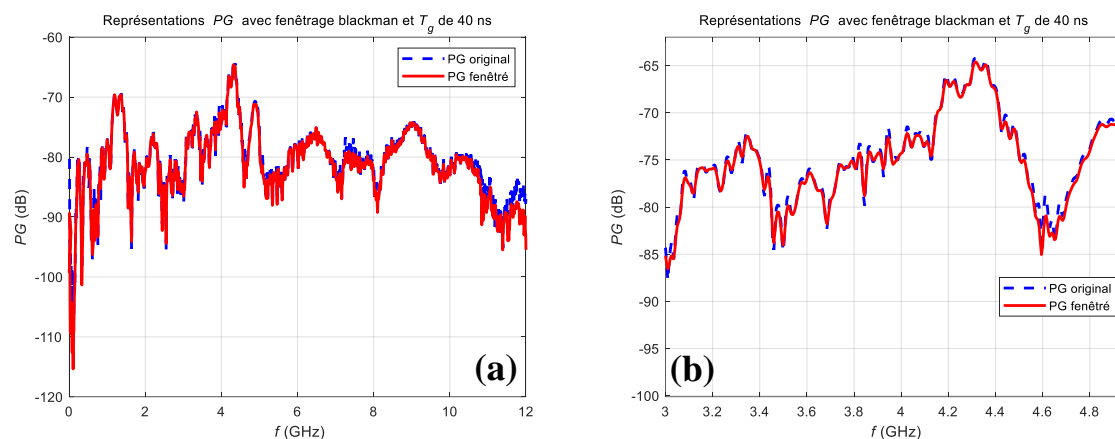 Représentations PG avec fenêtrage blackman et Tg de 40 ns
-60
-70
-80
-90
-100
-110
-120
PG (dB)
PG original
PG fenêtré
(a)
0 2 4 6 8 10 12
f (GHz)
Représentations PG avec fenêtrage blackman et Tg de 40 ns
-65
-70
-75
-80
-85
-90
-95
-100
PG (dB)
PG original
PG fenêtré
(b)
3 3.2 3.4 3.6 3.8 4 4.2 4.4 4.6 4.8
f (GHz)